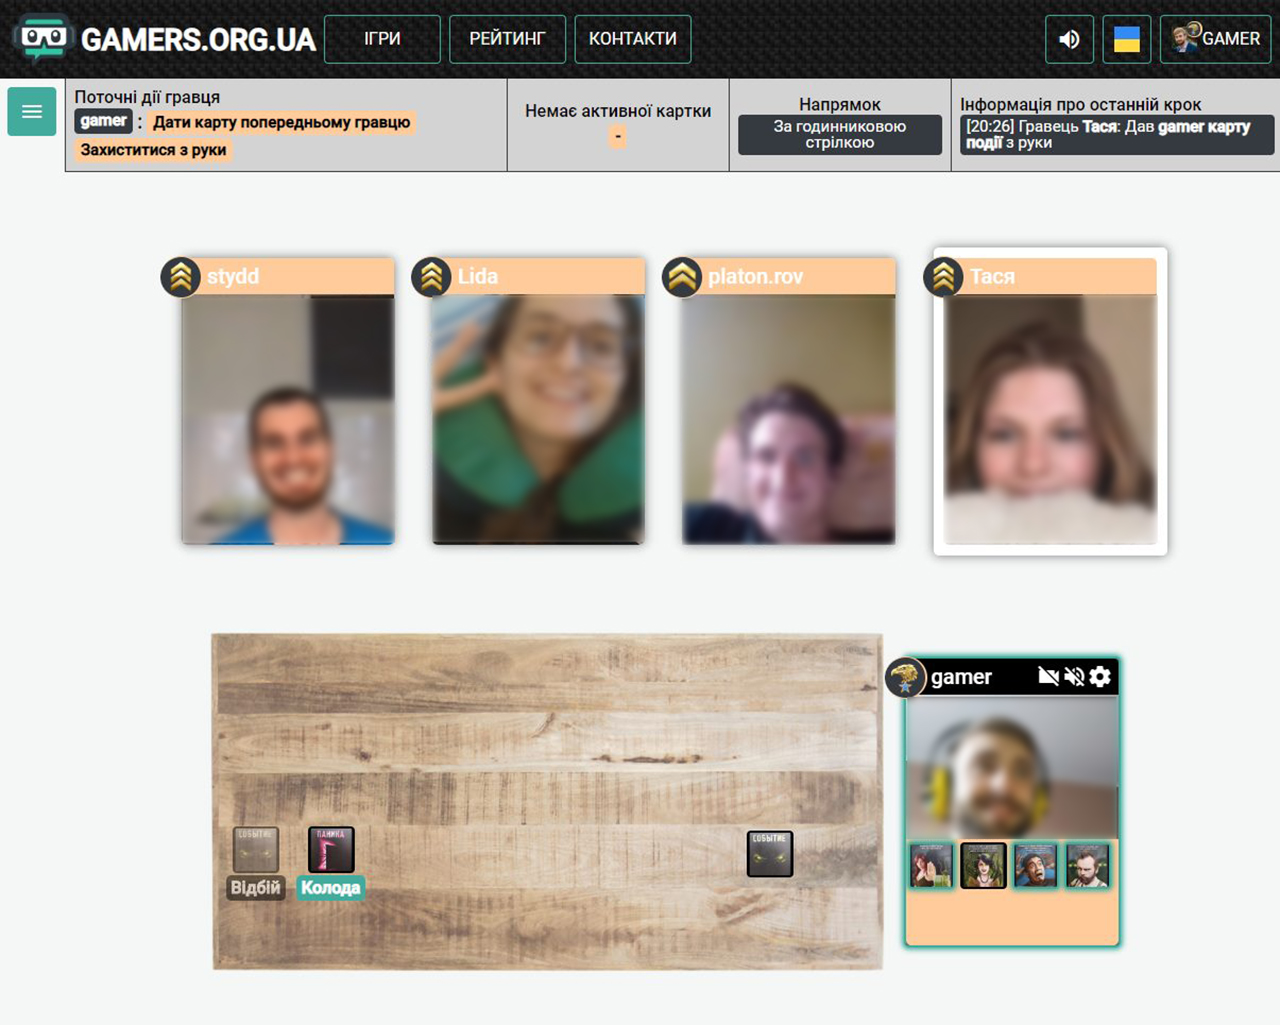 GAMERS.ORG.UA
ІГРИ
РЕЙТИНГ
КОНТАКТИ
GAMER
Поточні дії гравця
gamer : Дати карту попередньому гравцю
Захиститися з руки
Немає активної картки
-
Напрямок
За годинниковою
стрілкою
Інформація про останній крок
[20:26] Гравець Тася: Дав gamer карту
події з руки
stydd
Lida
platon.rov
Тася
gamer
СОБЫТИЕ
ПАНИКА
СОБЫТИЕ
Відбій
Колода